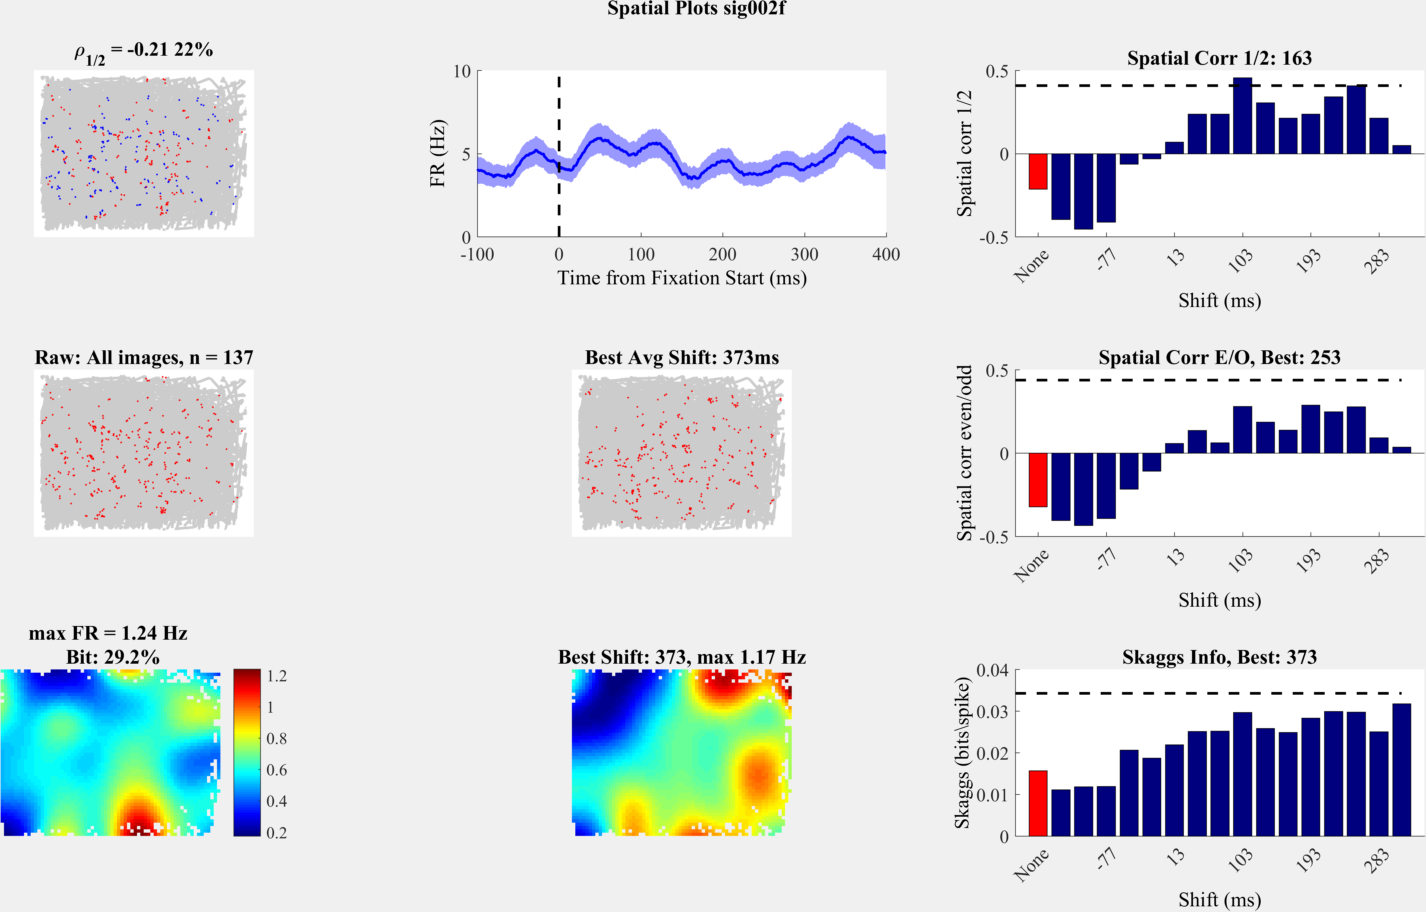 Spatial Plots sig002f
ρ1/2 = -0.21 22%
10
5
0
FR (Hz)
-100
0
100
200
300
400
Time from Fixation Start (ms)
Spatial Corr 1/2: 163
0.5
0
-0.5
Spatial corr 1/2
None
-77
13
103
193
283
Shift (ms)
Raw: All images, n = 137
Best Avg Shift: 373ms
Spatial Corr E/O, Best: 253
0.5
0
-0.5
Spatial corr even/odd
None
-77
13
103
193
283
Shift (ms)
max FR = 1.24 Hz
Bit: 29.2%
1.2
1
0.8
0.6
0.4
0.2
Best Shift: 373, max 1.17 Hz
Skaggs Info, Best: 373
0.04
0.03
0.02
0.01
0
Skaggs (bits\spike)
None
-77
13
103
193
283
Shift (ms)